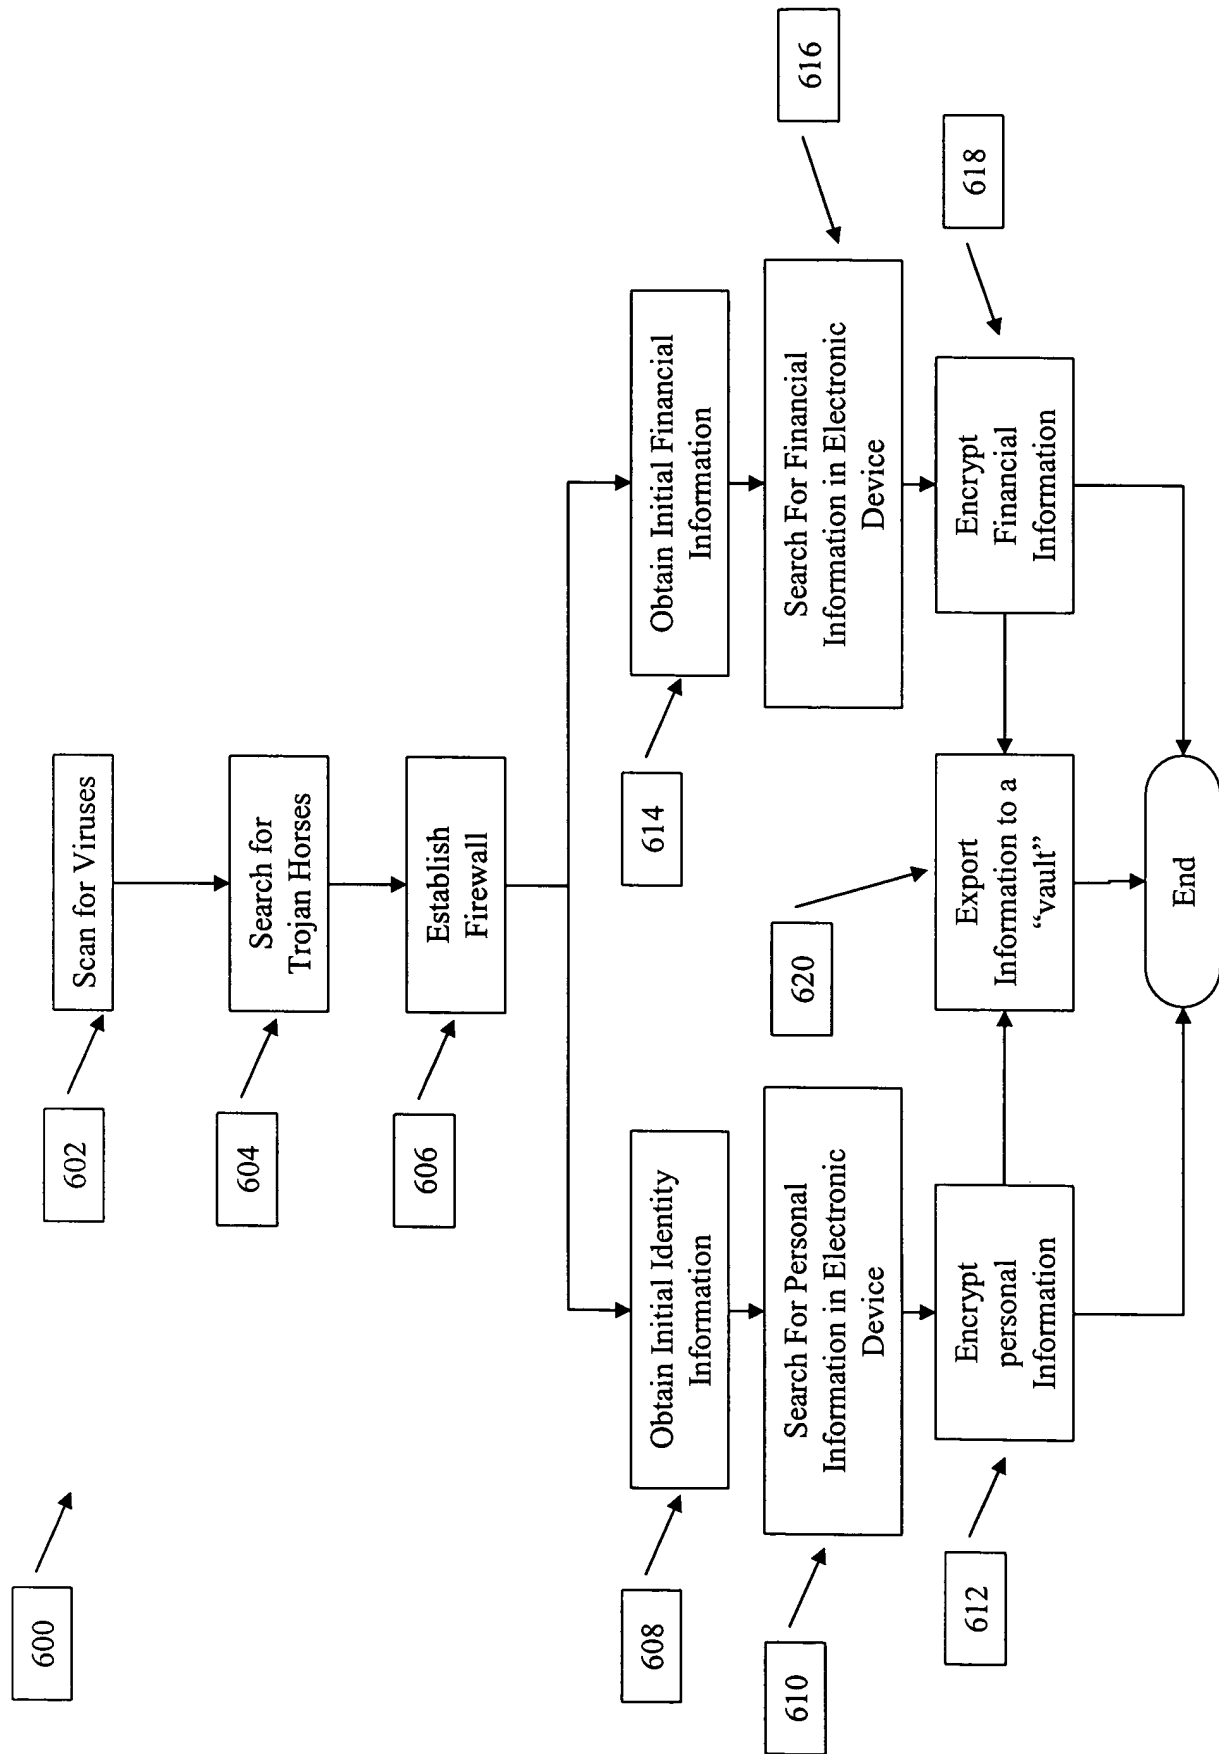 600
602
Scan for Viruses
604
Search for
Trojan Horses
606
Establish
Firewall
608
Obtain Initial Identity
Information
614
Obtain Initial Financial
Information
610
Search For Personal
Information in Electronic
Device
616
Search For Financial
Information in Electronic
Device
612
Encrypt
personal
Information
620
Export
Information to a
“vault”
618
Encrypt
Financial
Information
End